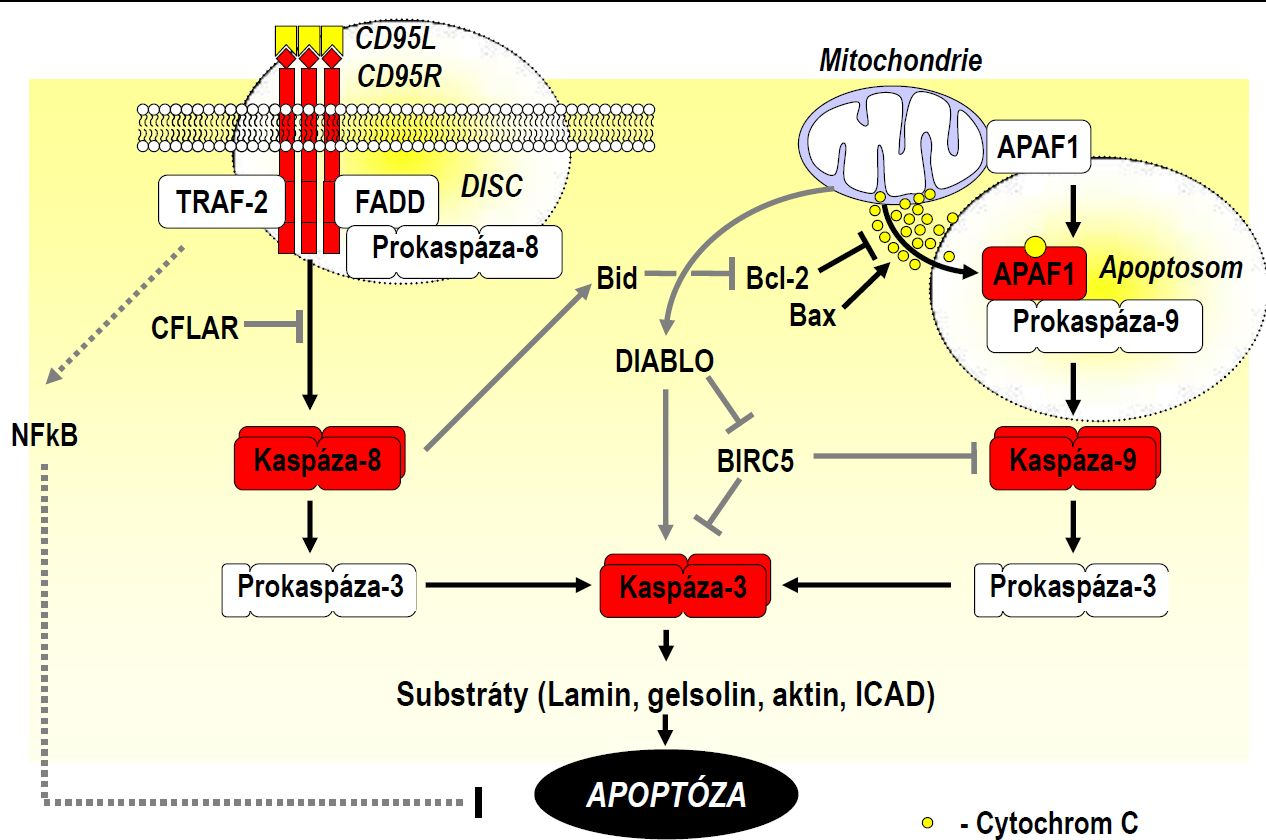 CD95L
CD95R
Mitochondrie
APAF1
TRAF-2
FADD
DISC
Prokaspáza-8
Bid
Bcl-2
Bax
APAF1
Apoptosom
Prokaspáza-9
CFLAR
DIABLO
NFkB
Kaspáza-8
BIRC5
Kaspáza-9
Prokaspáza-3
Kaspáza-3
Prokaspáza-3
Substráty (Lamin, gelsolin, aktin, ICAD)
APOPTÓZA
- Cytochrom C